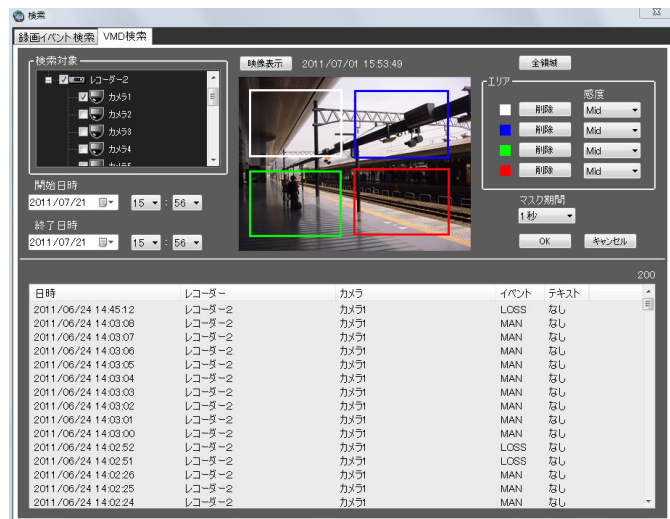 検索
録画イベント検索 VMD検索
検索対象
レコーダー2
カメラ1
カメラ2
カメラ3
カメラ4
カメラ5
開始日時
2011/07/21 15 : 56
終了日時
2011/07/21 15 : 56
映像表示 2011/07/01 15:53:49
全領域
エリア
感度
削除 Mid
削除 Mid
削除 Mid
削除 Mid
マスク期間
1秒
OK キャンセル
200
日時 レコーダー カメラ イベント テキスト
2011/06/24 14:45:12 レコーダー2 カメラ1 LOSS なし
2011/06/24 14:03:08 レコーダー2 カメラ1 MAN なし
2011/06/24 14:03:07 レコーダー2 カメラ1 MAN なし
2011/06/24 14:03:06 レコーダー2 カメラ1 MAN なし
2011/06/24 14:03:05 レコーダー2 カメラ1 MAN なし
2011/06/24 14:03:04 レコーダー2 カメラ1 MAN なし
2011/06/24 14:03:03 レコーダー2 カメラ1 MAN なし
2011/06/24 14:03:02 レコーダー2 カメラ1 MAN なし
2011/06/24 14:03:01 レコーダー2 カメラ1 MAN なし
2011/06/24 14:03:00 レコーダー2 カメラ1 MAN なし
2011/06/24 14:02:52 レコーダー2 カメラ1 LOSS なし
2011/06/24 14:02:51 レコーダー2 カメラ1 LOSS なし
2011/06/24 14:02:26 レコーダー2 カメラ1 MAN なし
2011/06/24 14:02:25 レコーダー2 カメラ1 MAN なし
2011/06/24 14:02:24 レコーダー2 カメラ1 MAN なし